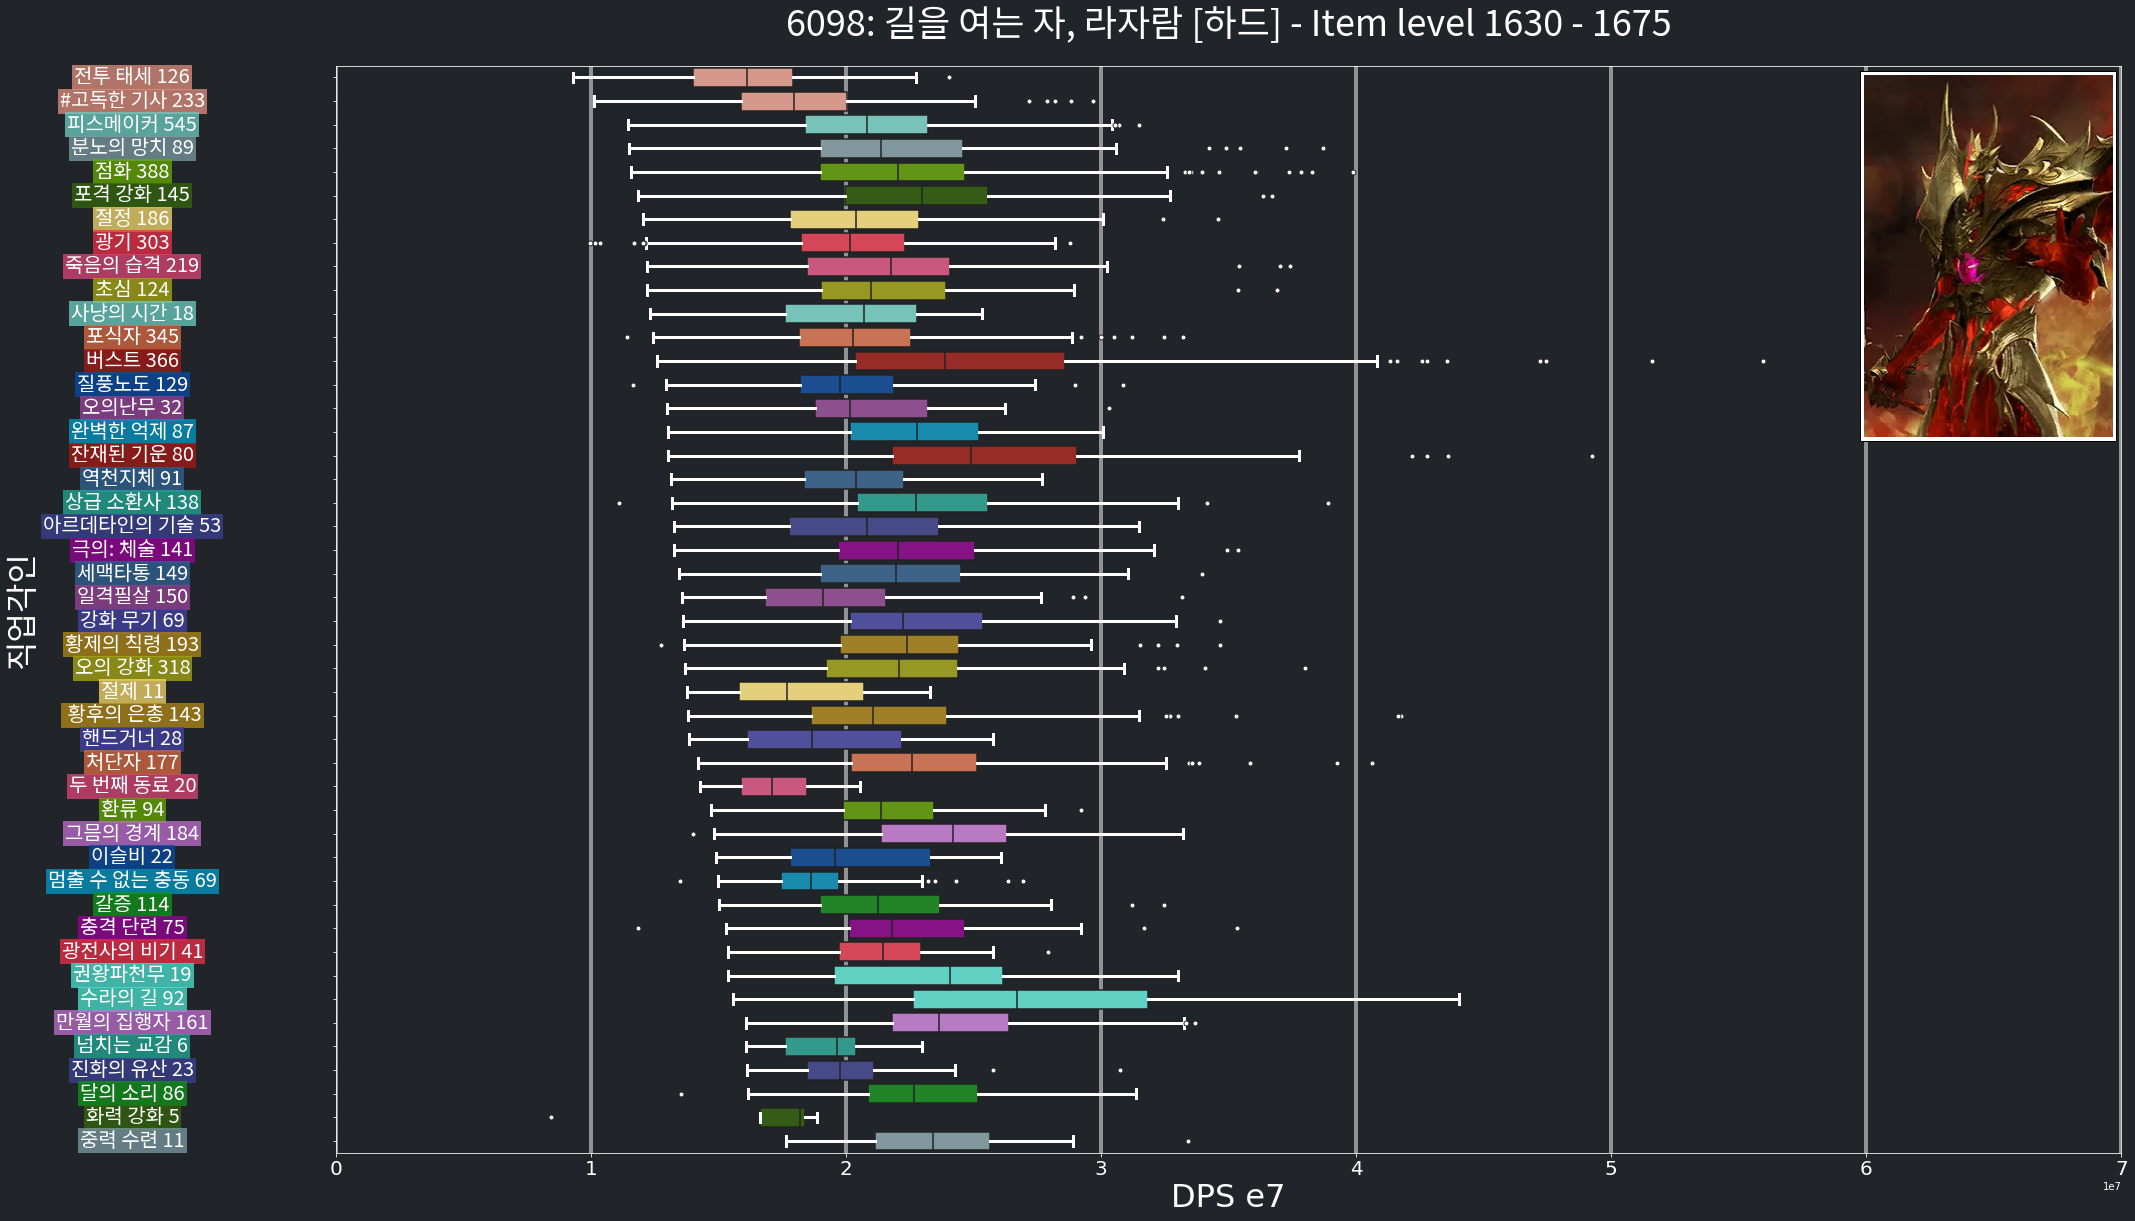 6098: 길을 여는 자, 라자람 [하드] - Item level 1630 - 1675
직업각인
전투 태세 126
#고독한 기사 233
피스메이커 545
분노의 망치 89
점화 388
포격 강화 145
절정 186
광기 303
죽음의 습격 219
초심 124
사냥의 시간 18
포식자 345
버스트 366
질풍노도 129
오의난무 32
완벽한 억제 87
잔재된 기운 80
역천지체 91
상급 소환사 138
아르데타인의 기술 53
극의: 체술 141
세맥타통 149
일격필살 150
강화 무기 69
황제의 칙령 193
오의 강화 318
절제 11
황후의 은총 143
핸드거너 28
처단자 177
두 번째 동료 20
환류 94
그믐의 경계 184
이슬비 22
멈출 수 없는 충동 69
갈증 114
충격 단련 75
광전사의 비기 41
권왕파천무 19
수라의 길 92
만월의 집행자 161
넘치는 교감 6
진화의 유산 23
달의 소리 86
화력 강화 5
중력 수련 11
0 1 2 3 4 5 6 7
DPS e7
1e7